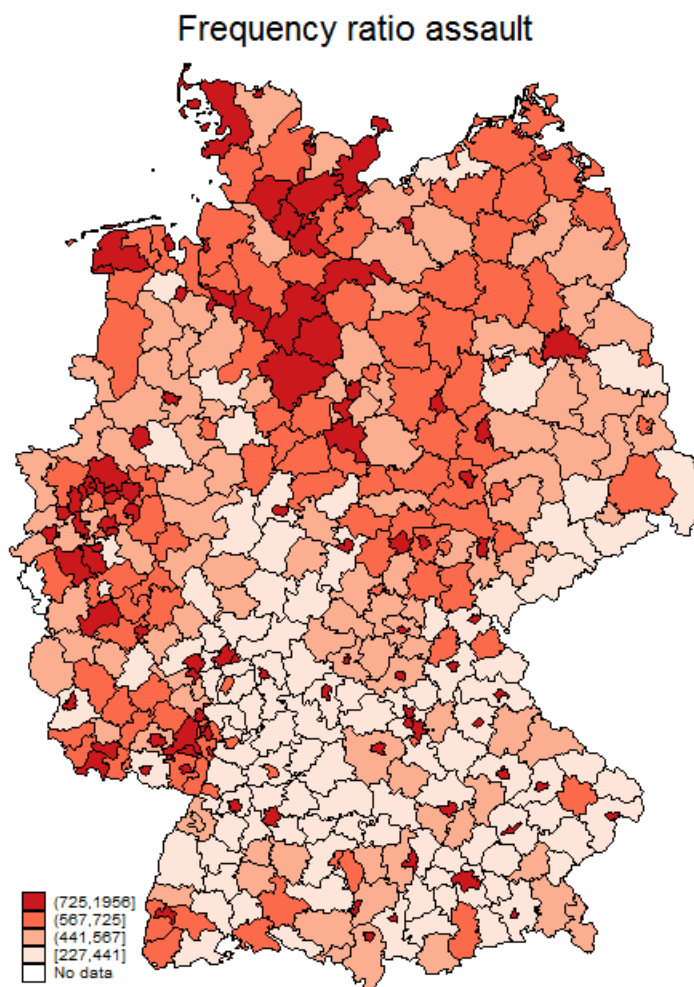 Frequency ratio assault
(725,1956]
(567,725]
(441,567]
[227,441]
No data